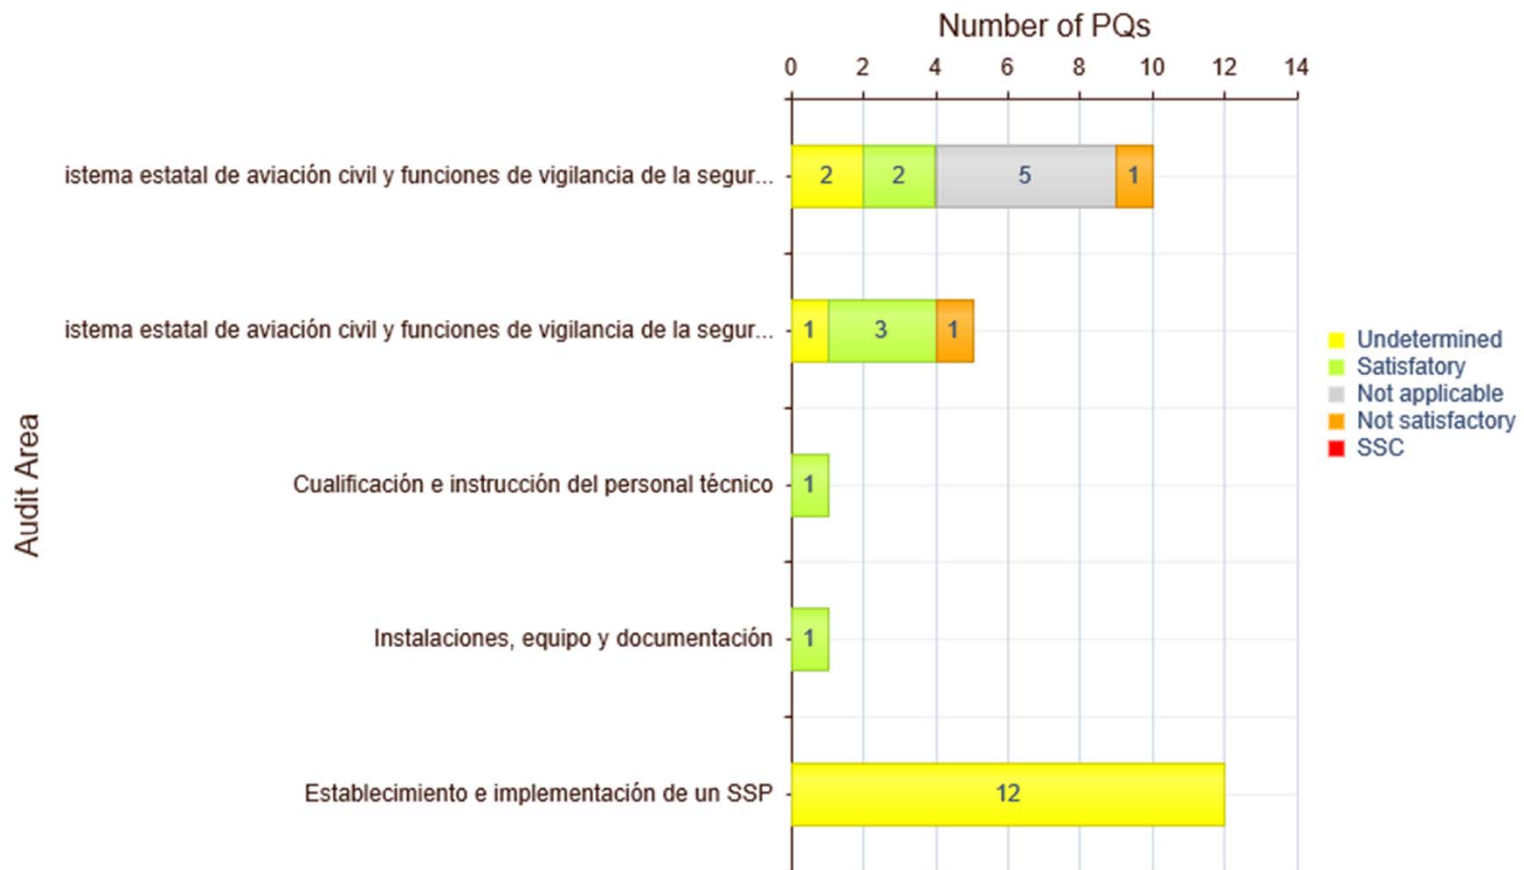 Number of PQs
0 2 4 6 8 10 12 14
istema estatal de aviación civil y funciones de vigilancia de la segur...
2 2 5 1
istema estatal de aviación civil y funciones de vigilancia de la segur...
1 3 1
Cualificación e instrucción del personal técnico
1
Instalaciones, equipo y documentación
1
Establecimiento e implementación de un SSP
12
Audit Area
Undetermined
Satisfatory
Not applicable
Not satisfactory
SSC